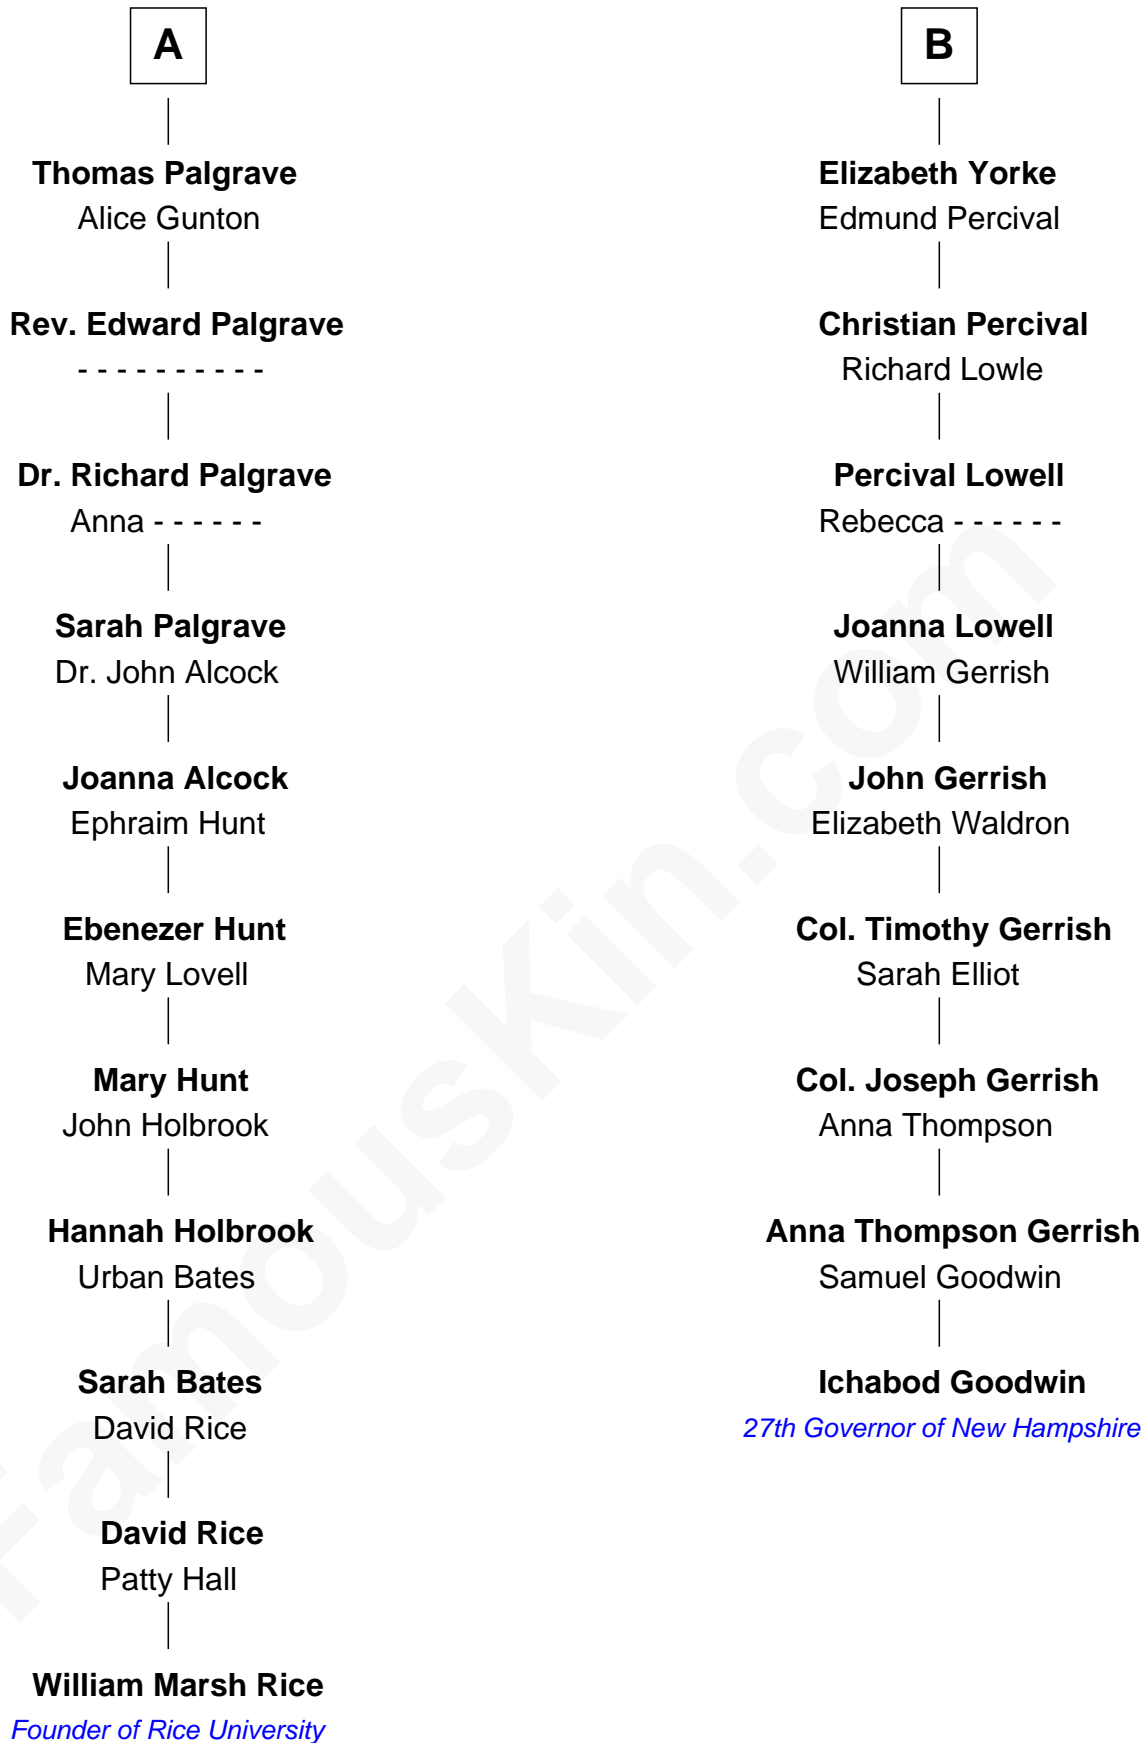 A
Thomas Palgrave
Alice Gunton
Rev. Edward Palgrave
- - - - - - - - - -
Dr. Richard Palgrave
Anna - - - - - -
Sarah Palgrave
Dr. John Alcock
Joanna Alcock
Ephraim Hunt
Ebenezer Hunt
Mary Lovell
Mary Hunt
John Holbrook
Hannah Holbrook
Urban Bates
Sarah Bates
David Rice
David Rice
Patty Hall
William Marsh Rice
Founder of Rice University
B
Elizabeth Yorke
Edmund Percival
Christian Percival
Richard Lowle
Percival Lowell
Rebecca - - - - - -
Joanna Lowell
William Gerrish
John Gerrish
Elizabeth Waldron
Col. Timothy Gerrish
Sarah Elliot
Col. Joseph Gerrish
Anna Thompson
Anna Thompson Gerrish
Samuel Goodwin
Ichabod Goodwin
27th Governor of New Hampshire
FamousKin.com